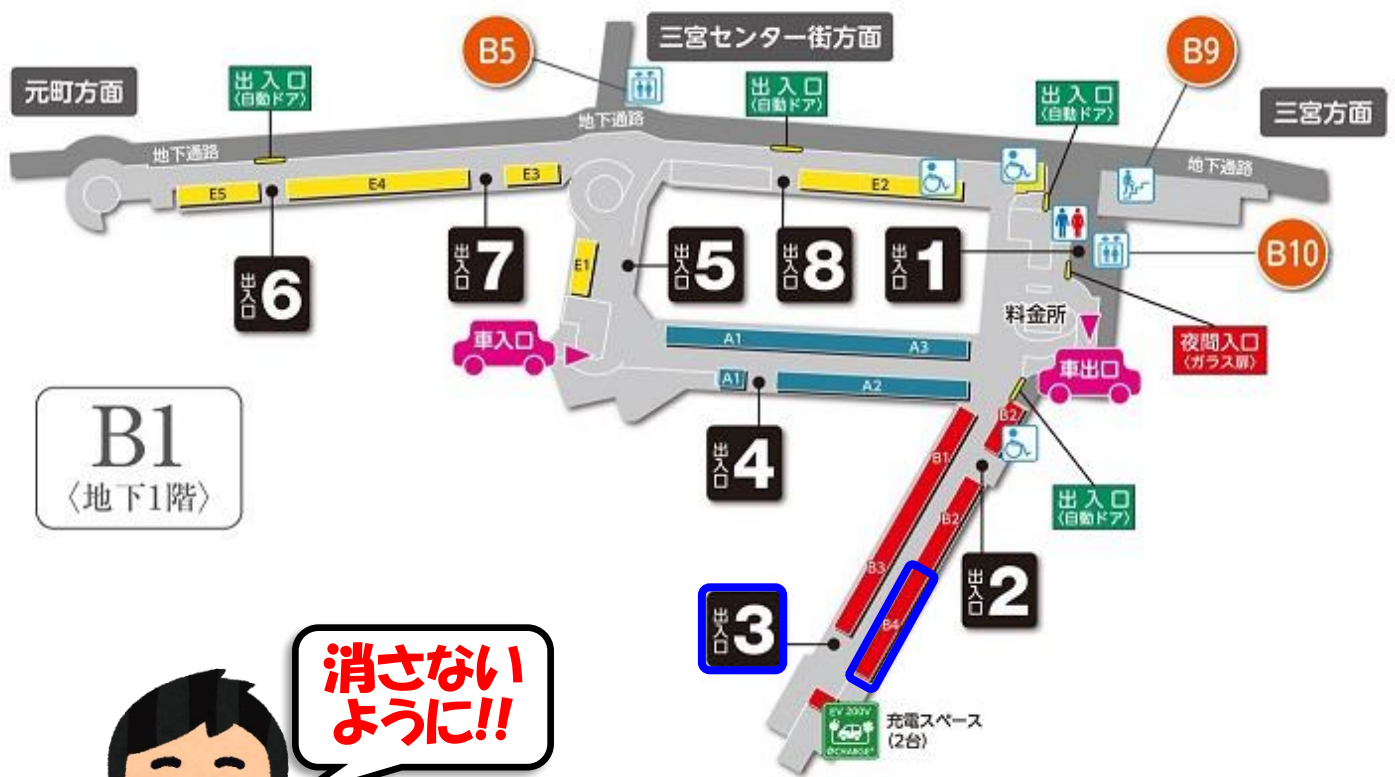 三宮センター街方面
B5
B9
元町方面
出入口
〈自動ドア〉
出入口
〈自動ドア〉
出入口
〈自動ドア〉
三宮方面
地下通路
地下通路
地下通路
E5
E4
E3
E2
E1
出入口
6
出入口
7
出入口
5
出入口
8
出入口
1
B10
料金所
夜間入口
〈ガラス扉〉
車入口
車出口
A1
A3
A1
A2
B1
〈地下1階〉
出入口
4
B2
B1
B2
出入口
〈自動ドア〉
B3
B4
出入口
3
出入口
2
消さない
ように!!
EV 200V
充電スペース
(2台)